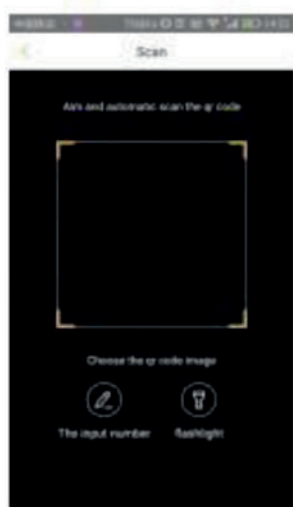 Scan
Aim and automatic scan the qr code
Choose the qr code image
The input number
flashlight